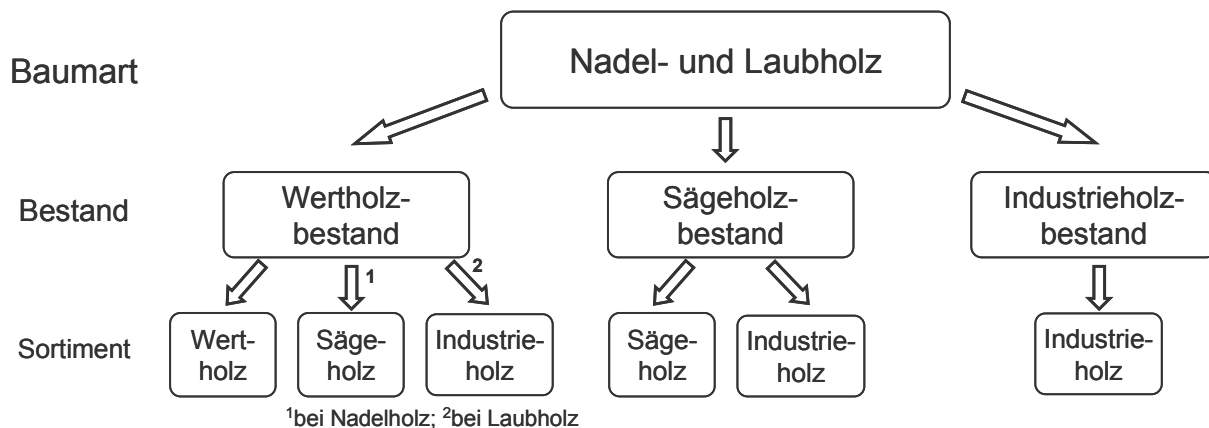 Nadel- und Laubholz
Baumart
Bestand
Wertholz-
bestand
Sägeholz-
bestand
Industrieholz-
bestand
1
2
Sortiment
Wert-
holz
Säge-
holz
Industrie-
holz
Säge-
holz
Industrie-
holz
Industrie-
holz
¹bei Nadelholz; ²bei Laubholz